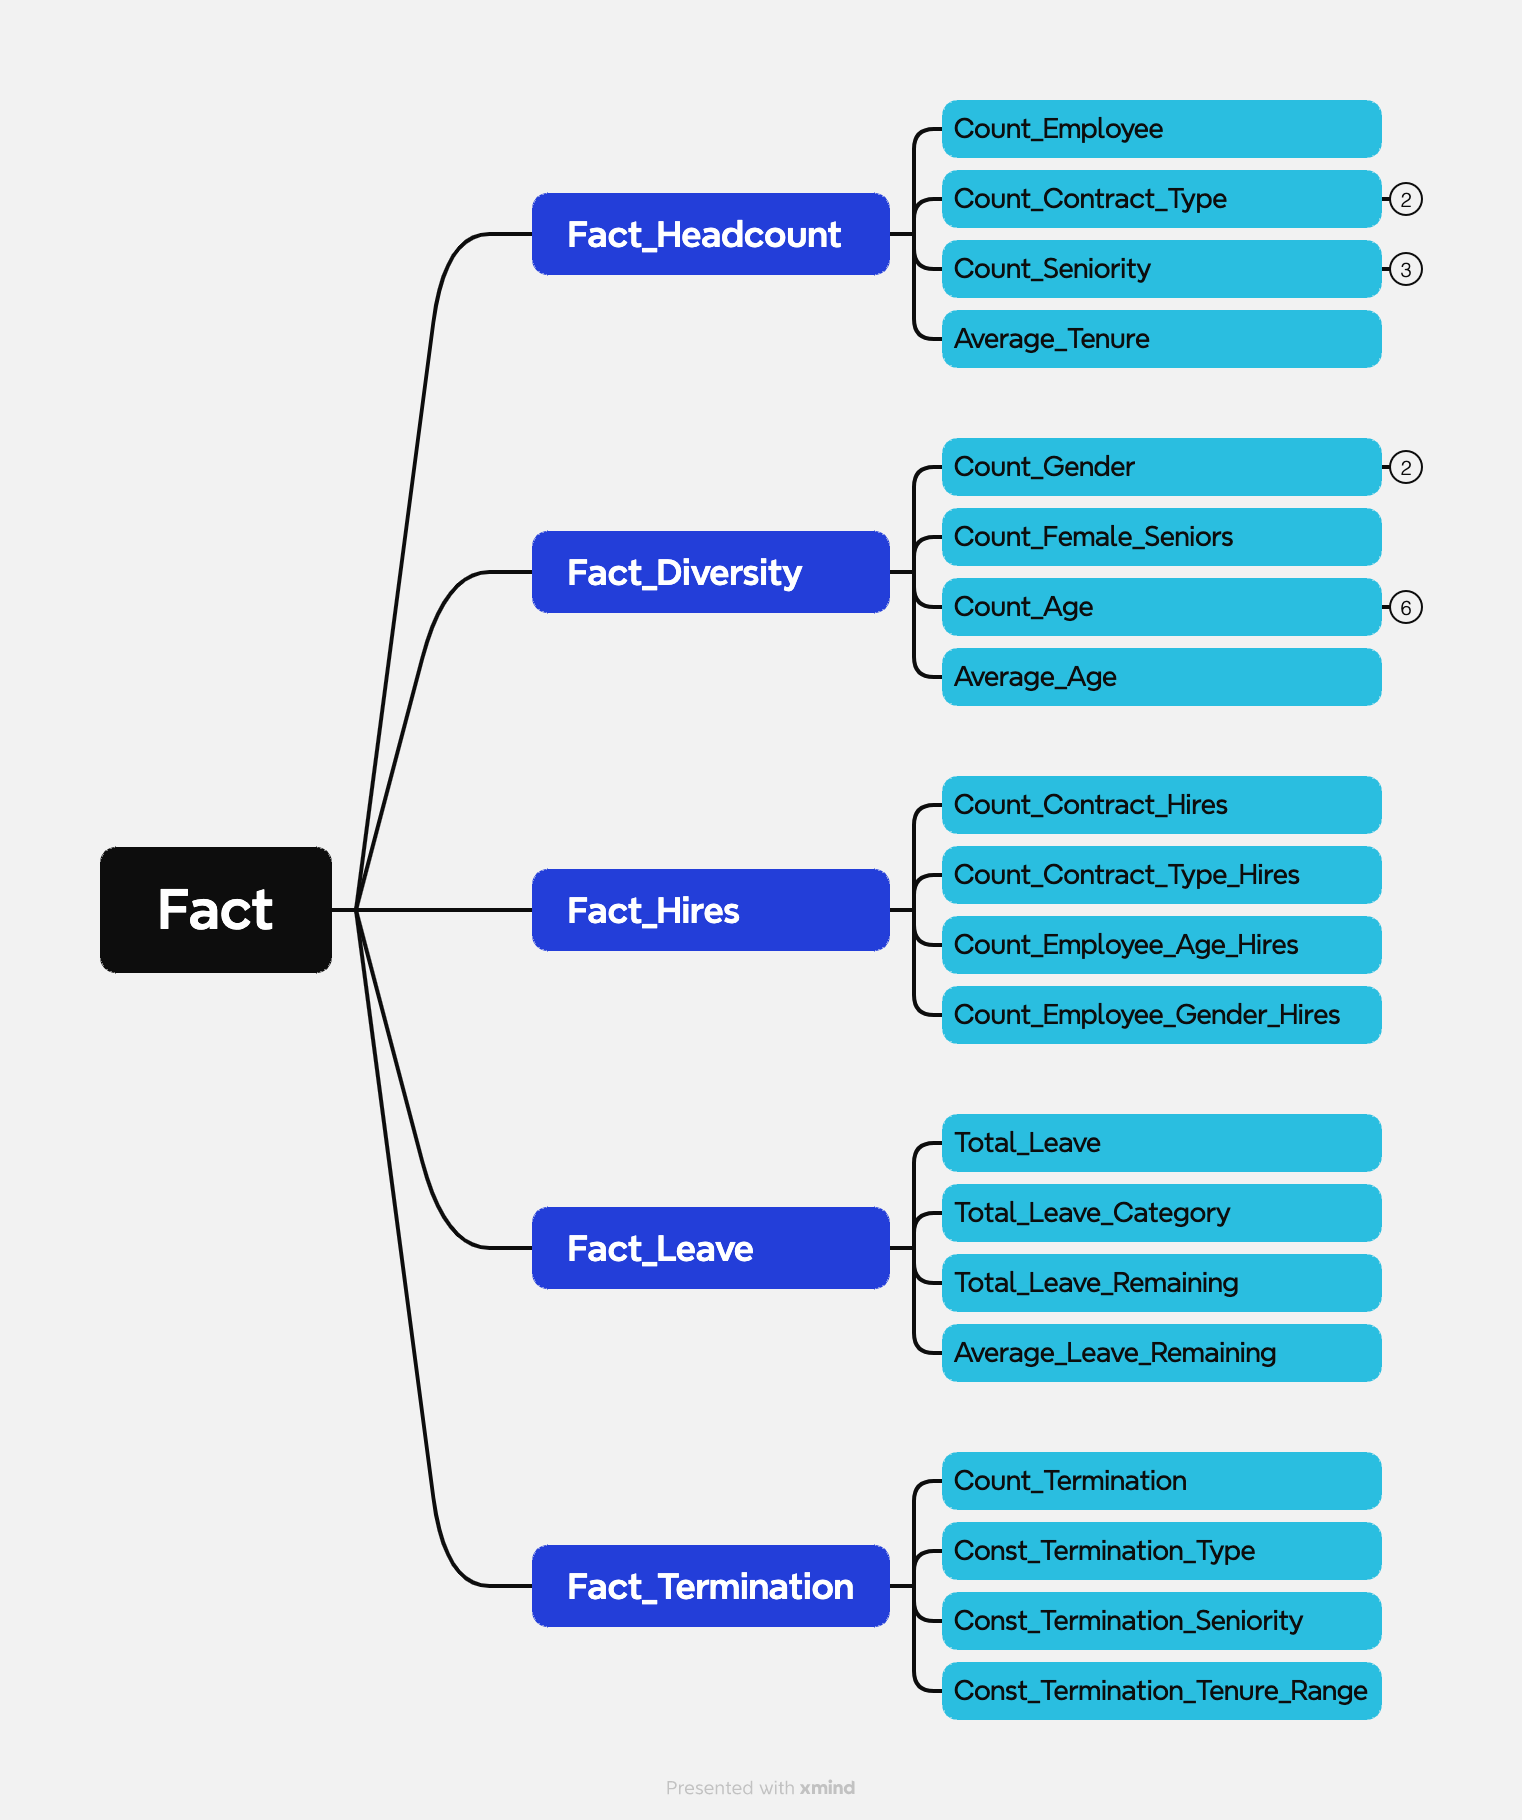 Fact
Fact_Headcount
Count_Employee
Count_Contract_Type
2
Count_Seniority
3
Average_Tenure
Fact_Diversity
Count_Gender
2
Count_Female_Seniors
Count_Age
6
Average_Age
Fact_Hires
Count_Contract_Hires
Count_Contract_Type_Hires
Count_Employee_Age_Hires
Count_Employee_Gender_Hires
Fact_Leave
Total_Leave
Total_Leave_Category
Total_Leave_Remaining
Average_Leave_Remaining
Fact_Termination
Count_Termination
Const_Termination_Type
Const_Termination_Seniority
Const_Termination_Tenure_Range
Presented with xmind